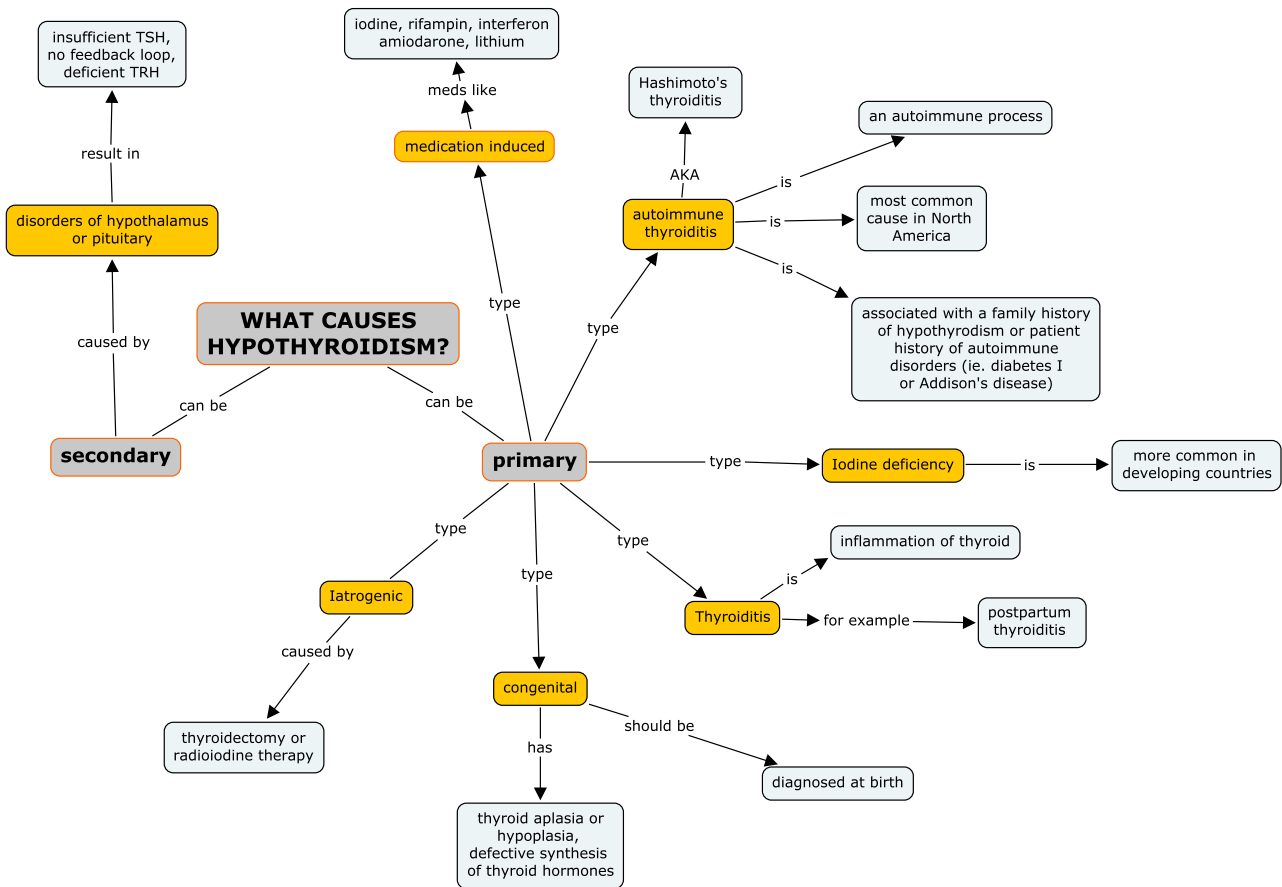 insufficient TSH,
no feedback loop,
deficient TRH
iodine, rifampin, interferon
amiodarone, lithium
Hashimoto's
thyroiditis
meds like
an autoimmune process
medication induced
result in
AKA
is
disorders of hypothalamus
or pituitary
autoimmune
thyroiditis
is
most common
cause in North
America
is
type
WHAT CAUSES
HYPOTHYROIDISM?
type
associated with a family history
of hypothyrodism or patient
history of autoimmune
disorders (ie. diabetes I
or Addison's disease)
caused by
can be
can be
secondary
primary
type
Iodine deficiency
is
more common in
developing countries
type
type
inflammation of thyroid
type
is
Iatrogenic
Thyroiditis
for example
postpartum
thyroiditis
caused by
congenital
thyroidectomy or
radioiodine therapy
has
should be
diagnosed at birth
thyroid aplasia or
hypoplasia,
defective synthesis
of thyroid hormones